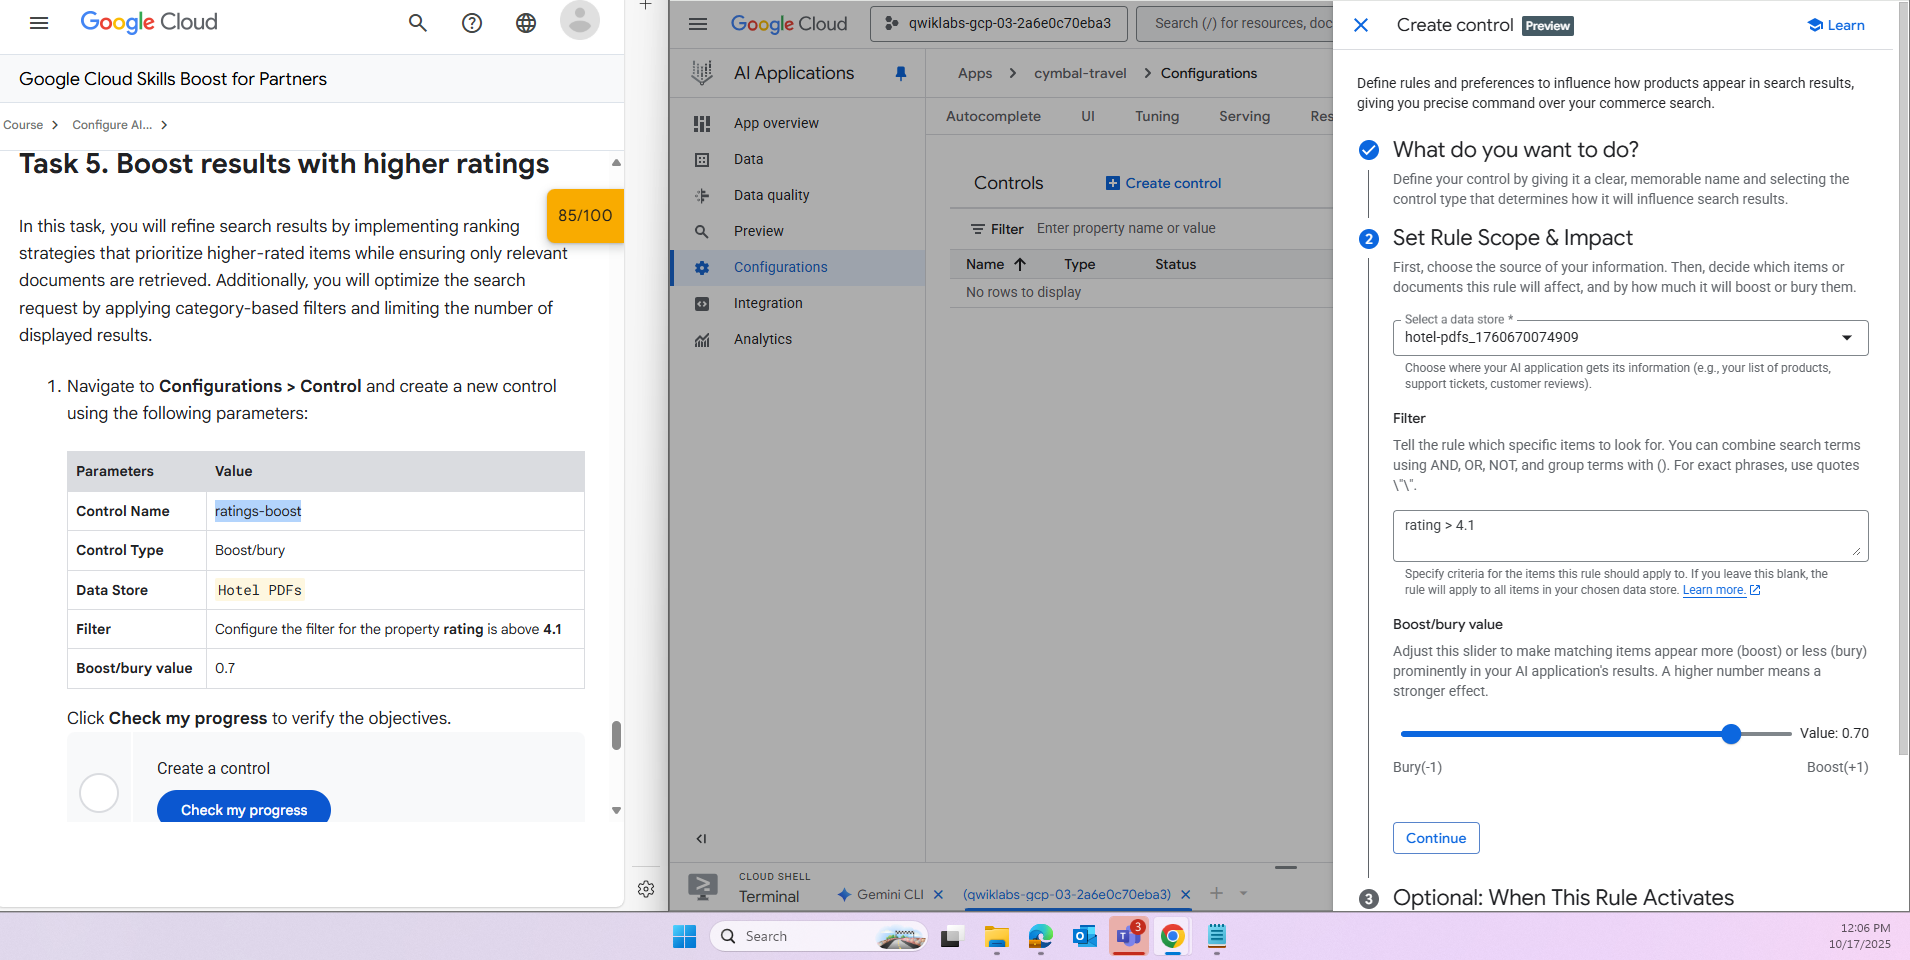 Google Cloud
Google Cloud Skills Boost for Partners
Course > Configure AI... >
Task 5. Boost results with higher ratings
85/100
In this task, you will refine search results by implementing ranking
strategies that prioritize higher-rated items while ensuring only relevant
documents are retrieved. Additionally, you will optimize the search
request by applying category-based filters and limiting the number of
displayed results.
1. Navigate to Configurations > Control and create a new control
using the following parameters:
Parameters Value
Control Name ratings-boost
Control Type Boost/bury
Data Store Hotel PDFs
Filter Configure the filter for the property rating is above 4.1
Boost/bury value 0.7
Click Check my progress to verify the objectives.
Create a control
Check my progress
Google Cloud
qwiklabs-gcp-03-2a6e0c70eba3
Search (/) for resources, doc
AI Applications
Apps > cymbal-travel > Configurations
App overview
Data
Data quality
Preview
Configurations
Integration
Analytics
Autocomplete UI Tuning Serving Res
Controls Create control
Filter Enter property name or value
Name Type Status
No rows to display
CLOUD SHELL
Terminal
Gemini CLI
(qwiklabs-gcp-03-2a6e0c70eba3)
Create control Preview
Learn
Define rules and preferences to influence how products appear in search results,
giving you precise command over your commerce search.
What do you want to do?
Define your control by giving it a clear, memorable name and selecting the
control type that determines how it will influence search results.
2 Set Rule Scope & Impact
First, choose the source of your information. Then, decide which items or
documents this rule will affect, and by how much it will boost or bury them.
Select a data store *
hotel-pdfs_1760670074909
Choose where your AI application gets its information (e.g., your list of products,
support tickets, customer reviews).
Filter
Tell the rule which specific items to look for. You can combine search terms
using AND, OR, NOT, and group terms with (). For exact phrases, use quotes
\"\".
rating > 4.1
Specify criteria for the items this rule should apply to. If you leave this blank, the
rule will apply to all items in your chosen data store. Learn more.
Boost/bury value
Adjust this slider to make matching items appear more (boost) or less (bury)
prominently in your AI application's results. A higher number means a
stronger effect.
Value: 0.70
Bury(-1) Boost(+1)
Continue
3 Optional: When This Rule Activates
Search
3
12:06 PM
10/17/2025